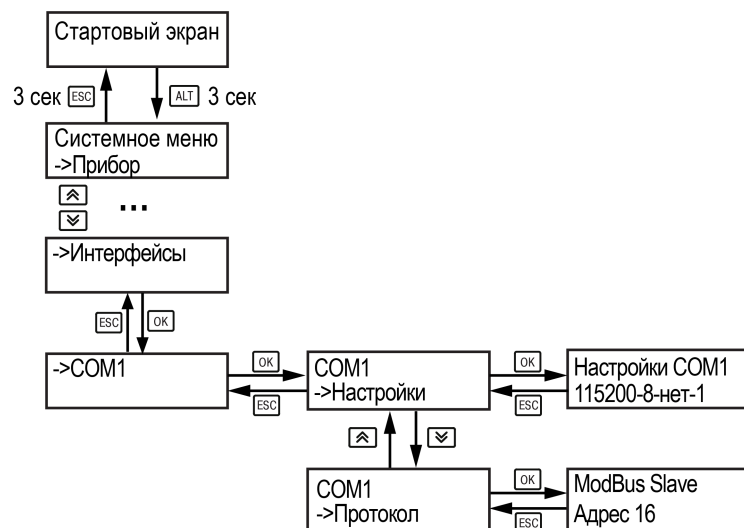 Стартовый экран
3 сек ESC ALT 3 сек
Системное меню
->Прибор
...
->Интерфейсы
ESC OK
->COM1
OK
ESC
COM1
->Настройки
OK
ESC
Настройки COM1
115200-8-нет-1
COM1
->Протокол
OK
ESC
ModBus Slave
Адрес 16